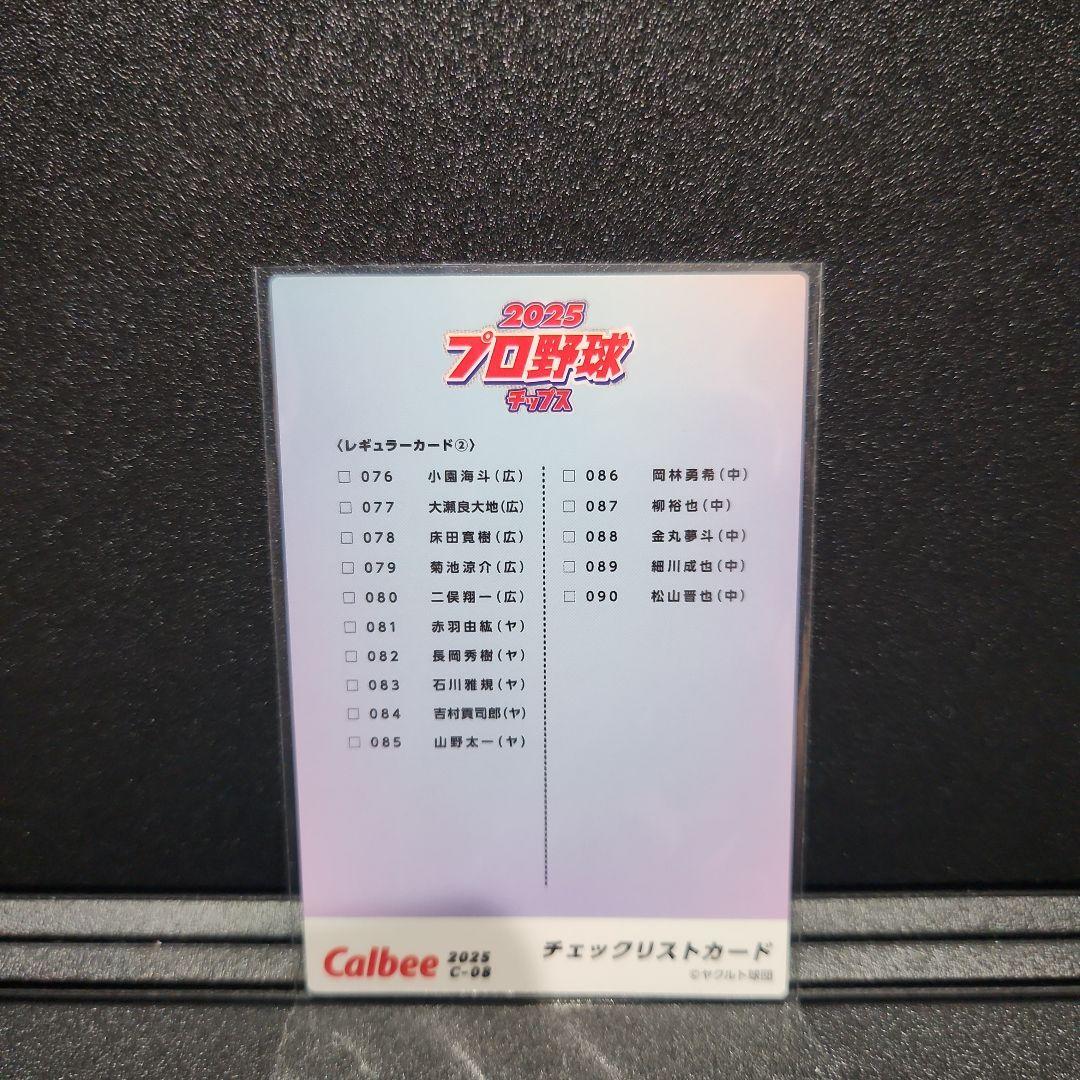 2025
プロ野球
チップス
〈レギュラーカード②〉
□ 076 小園海斗(広)
□ 077 大瀬良大地(広)
□ 078 床田寛樹(広)
□ 079 菊池涼介(広)
□ 080 二俣翔一(広)
□ 081 赤羽由紘(ヤ)
□ 082 長岡秀樹(ヤ)
□ 083 石川雅規(ヤ)
□ 084 吉村貢司郎(ヤ)
□ 085 山野太一(ヤ)
□ 086 岡林勇希(中)
□ 087 柳裕也(中)
□ 088 金丸夢斗(中)
□ 089 細川成也(中)
□ 090 松山晋也(中)
Calbee 2025
C-08
チェックリストカード
©ヤクルト球団